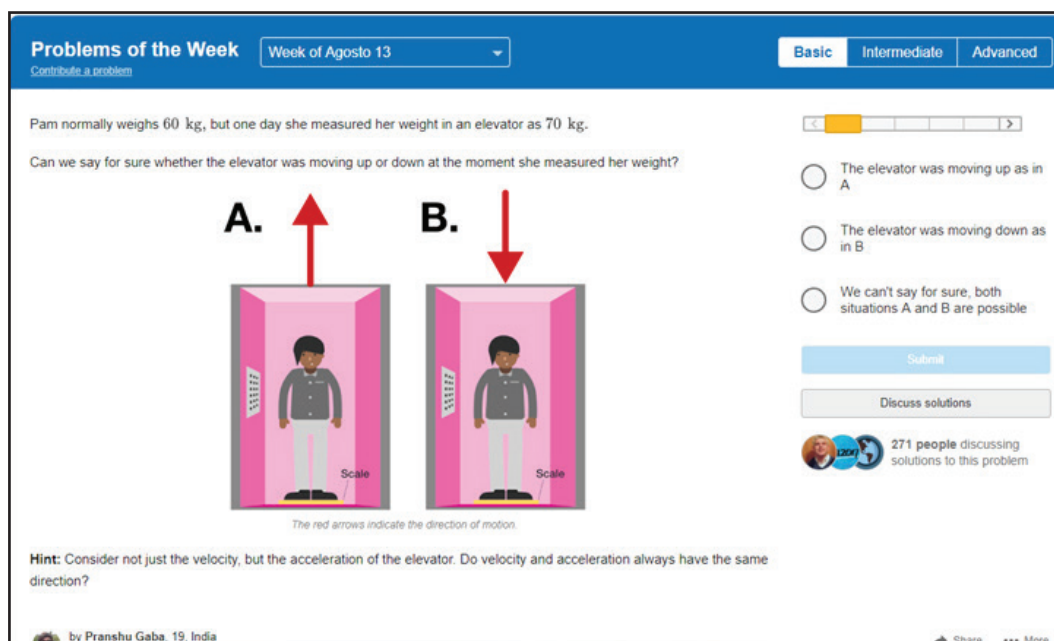 Problems of the Week
Week of Agosto 13
Basic
Intermediate
Advanced
Contribute a problem
Pam normally weighs 60 kg, but one day she measured her weight in an elevator as 70 kg.
Can we say for sure whether the elevator was moving up or down at the moment she measured her weight?
A.
B.
Scale
Scale
The red arrows indicate the direction of motion.
Hint: Consider not just the velocity, but the acceleration of the elevator. Do velocity and acceleration always have the same
direction?
by Pranshu Gaba, 19, India
The elevator was moving up as in
A
The elevator was moving down as
in B
We can't say for sure, both
situations A and B are possible
Submit
Discuss solutions
271 people discussing
solutions to this problem
Share
More